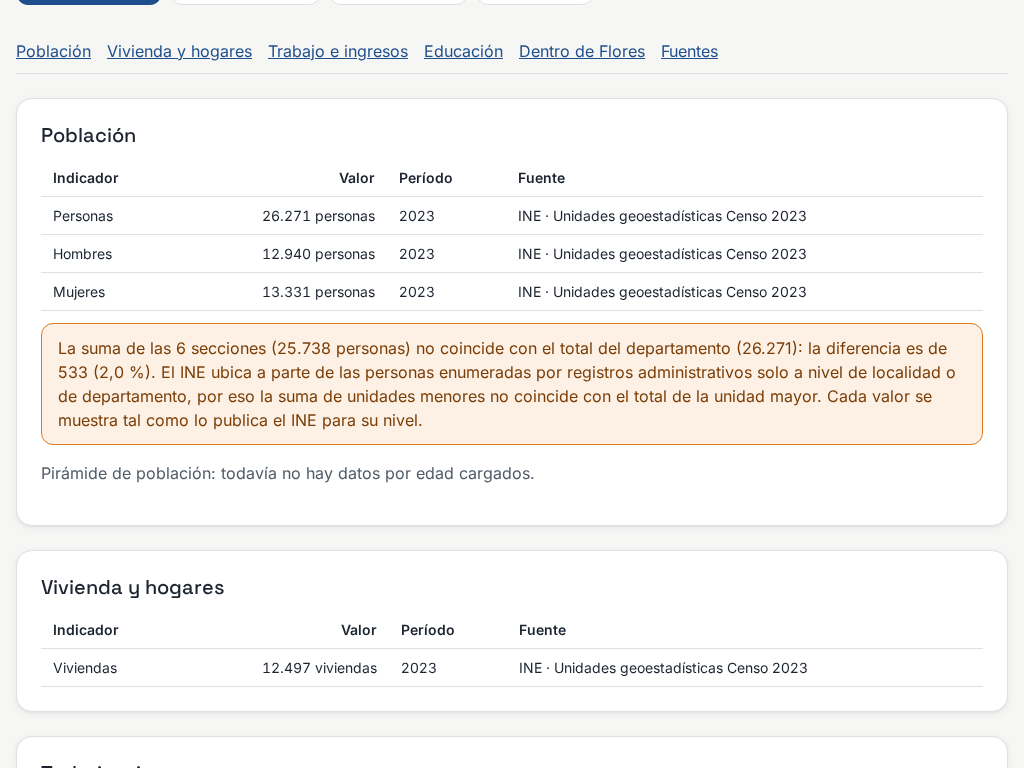 Población Vivienda y hogares Trabajo e ingresos Educación Dentro de Flores Fuentes
Población
Indicador Valor Período Fuente
Personas 26.271 personas 2023 INE · Unidades geoestadísticas Censo 2023
Hombres 12.940 personas 2023 INE · Unidades geoestadísticas Censo 2023
Mujeres 13.331 personas 2023 INE · Unidades geoestadísticas Censo 2023
La suma de las 6 secciones (25.738 personas) no coincide con el total del departamento (26.271): la diferencia es de
533 (2,0 %). El INE ubica a parte de las personas enumeradas por registros administrativos solo a nivel de localidad o
de departamento, por eso la suma de unidades menores no coincide con el total de la unidad mayor. Cada valor se
muestra tal como lo publica el INE para su nivel.
Pirámide de población: todavía no hay datos por edad cargados.
Vivienda y hogares
Indicador Valor Período Fuente
Viviendas 12.497 viviendas 2023 INE · Unidades geoestadísticas Censo 2023